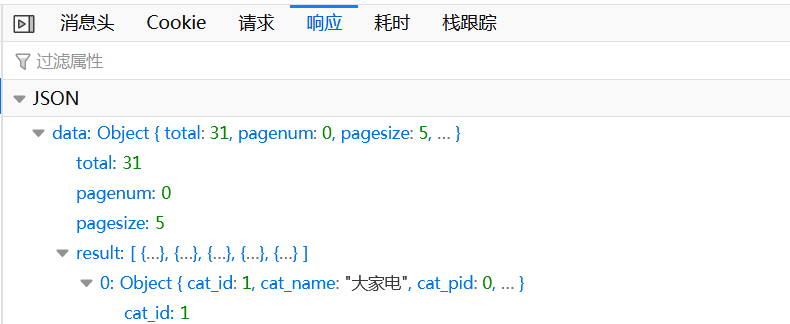 消息头 Cookie 请求 响应 耗时 栈跟踪
过滤属性
JSON
data: Object { total: 31, pagenum: 0, pagesize: 5, … }
total: 31
pagenum: 0
pagesize: 5
result: [ {…}, {…}, {…}, {…}, {…} ]
0: Object { cat_id: 1, cat_name: "大家电", cat_pid: 0, … }
cat_id: 1